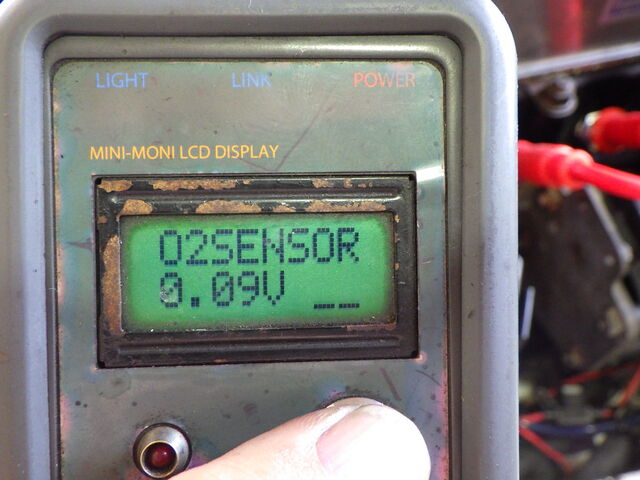 LIGHT LINK POWER
MINI-MONI LCD DISPLAY
O2SENSOR
0.09V __